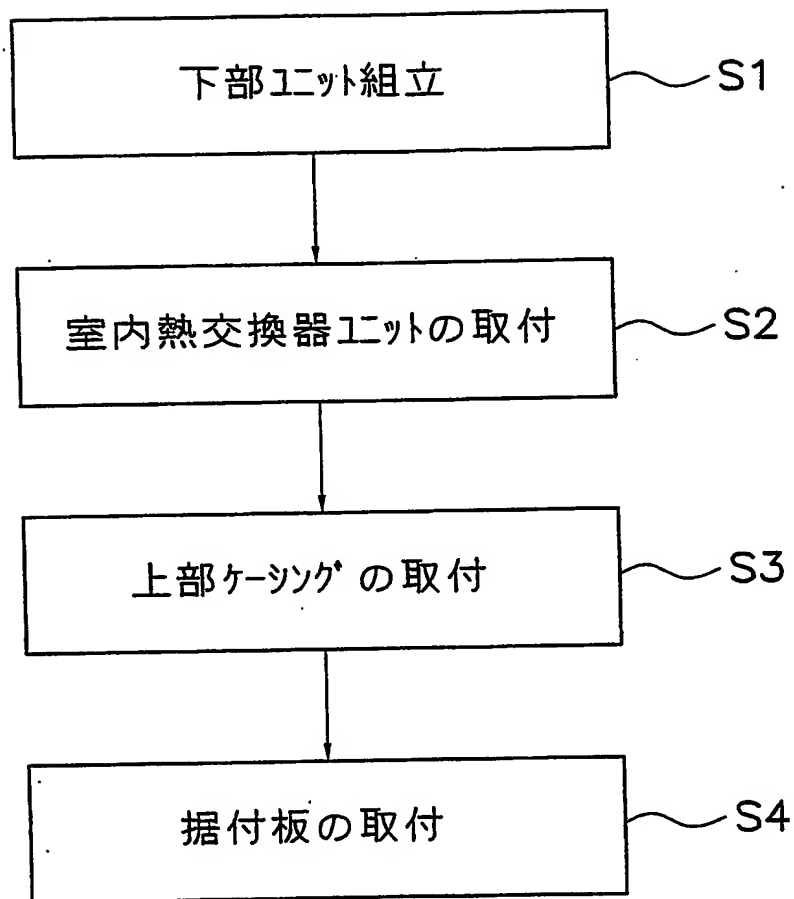 下部ユニット組立
S1
室内熱交換器ユニットの取付
S2
上部ケーシングの取付
S3
据付板の取付
S4